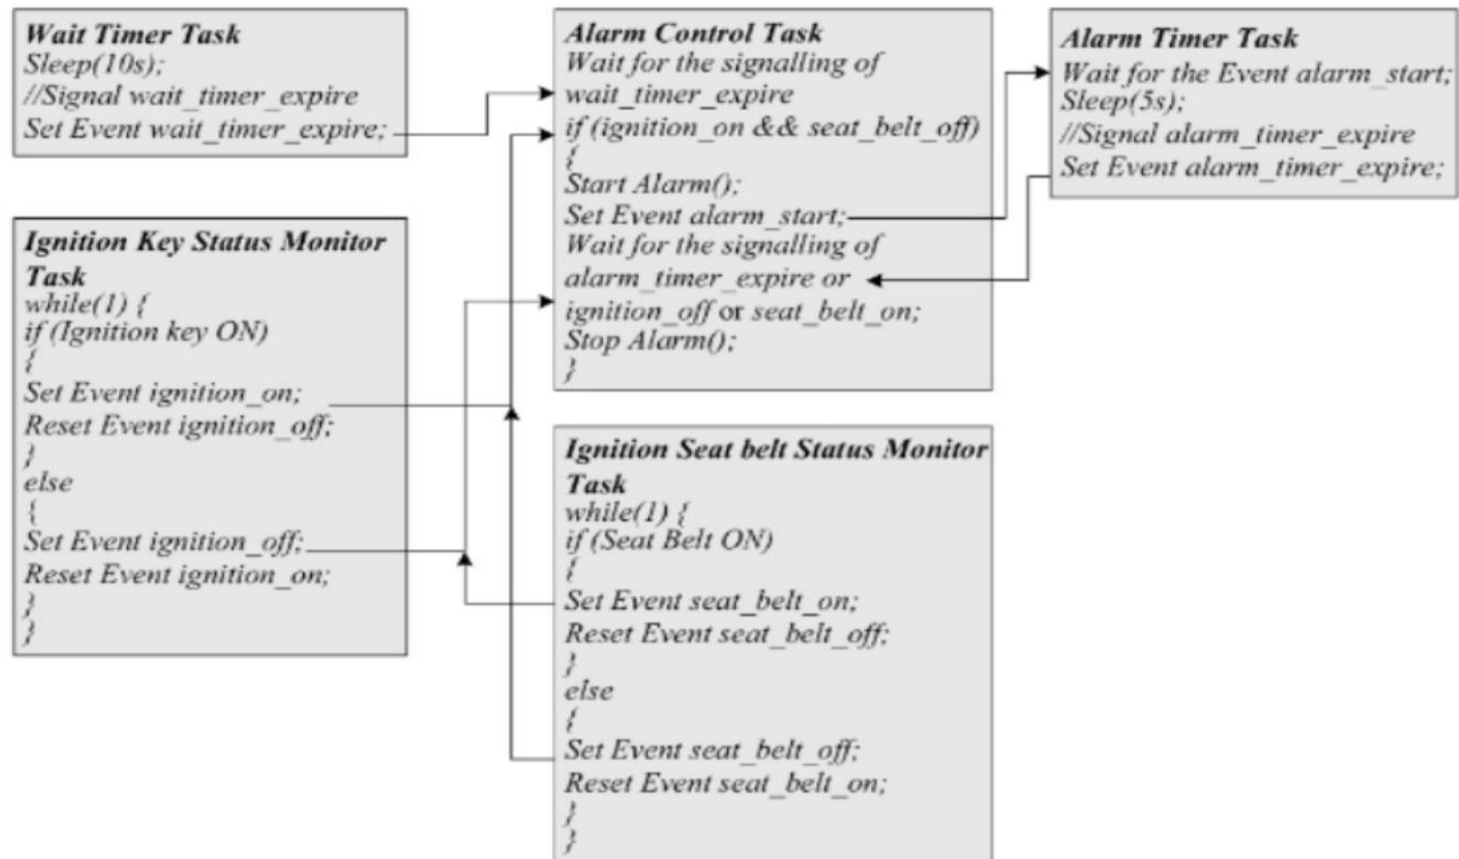 Wait Timer Task
Sleep(10s);
//Signal wait_timer_expire
Set Event wait_timer_expire;
Ignition Key Status Monitor
Task
while(1) {
if (Ignition key ON)
{
Set Event ignition_on;
Reset Event ignition_off;
}
else
{
Set Event ignition_off;
Reset Event ignition_on;
}
}
Alarm Control Task
Wait for the signalling of
wait_timer_expire
if (ignition_on && seat_belt_off)
{
Start Alarm();
Set Event alarm_start;
Wait for the signalling of
alarm_timer_expire or
ignition_off or seat_belt_on;
Stop Alarm();
}
Ignition Seat belt Status Monitor
Task
while(1) {
if (Seat Belt ON)
{
Set Event seat_belt_on;
Reset Event seat_belt_off;
}
else
{
Set Event seat_belt_off;
Reset Event seat_belt_on;
}
}
Alarm Timer Task
Wait for the Event alarm_start;
Sleep(5s);
//Signal alarm_timer_expire
Set Event alarm_timer_expire;